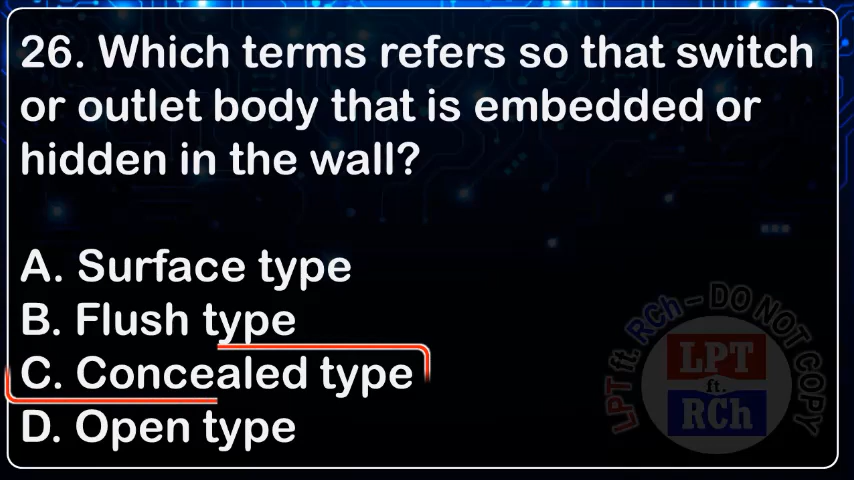 26. Which terms refers so that switch
or outlet body that is embedded or
hidden in the wall?
A. Surface type
B. Flush type
C. Concealed type
D. Open type
LPT ft. RCh - DO NOT COPY
LPT
ft.
RCh